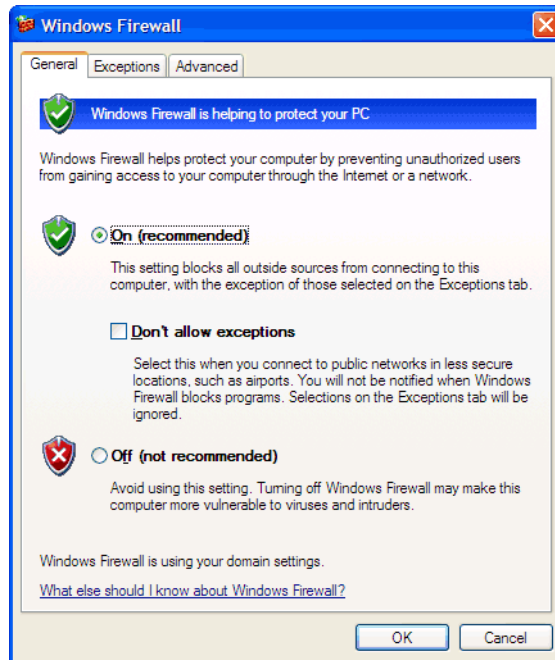 Windows Firewall
General Exceptions Advanced
Windows Firewall is helping to protect your PC
Windows Firewall helps protect your computer by preventing unauthorized users
from gaining access to your computer through the Internet or a network.
On (recommended)
This setting blocks all outside sources from connecting to this
computer, with the exception of those selected on the Exceptions tab.
Don't allow exceptions
Select this when you connect to public networks in less secure
locations, such as airports. You will not be notified when Windows
Firewall blocks programs. Selections on the Exceptions tab will be
ignored.
Off (not recommended)
Avoid using this setting. Turning off Windows Firewall may make this
computer more vulnerable to viruses and intruders.
Windows Firewall is using your domain settings.
What else should I know about Windows Firewall?
OK Cancel